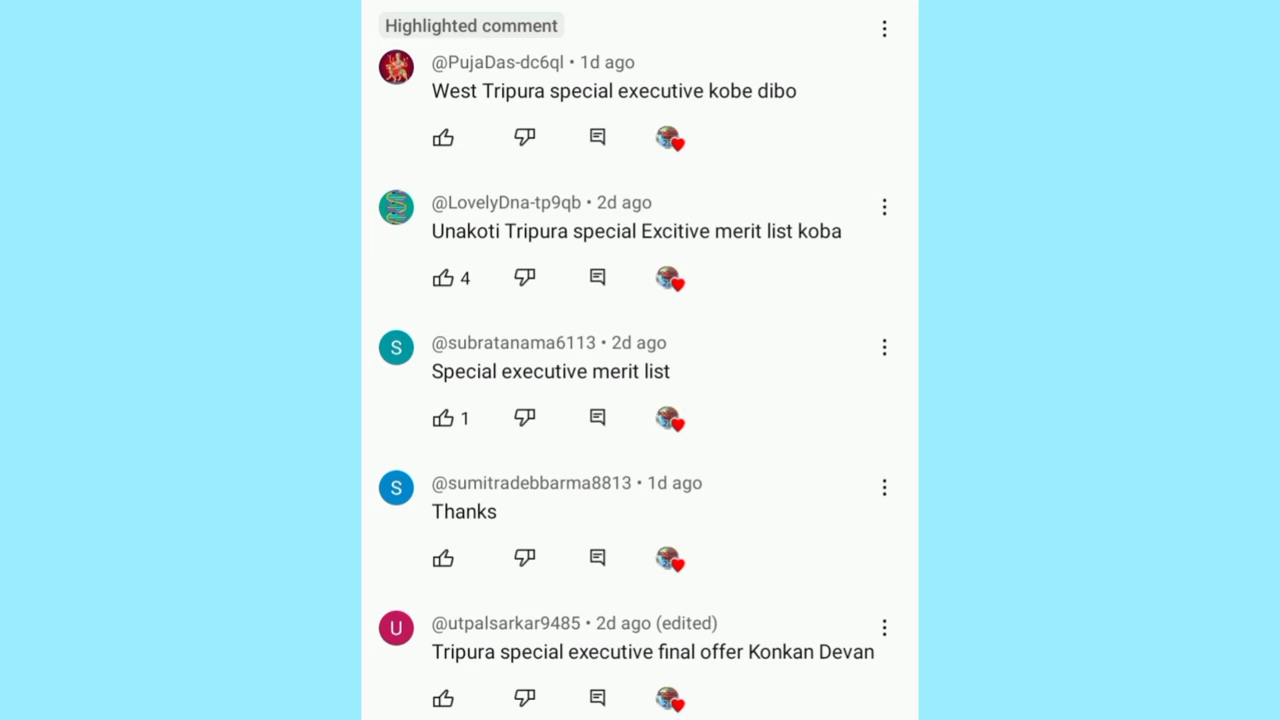 Highlighted comment
@PujaDas-dc6ql • 1d ago
West Tripura special executive kobe dibo
@LovelyDna-tp9qb • 2d ago
Unakoti Tripura special Excitive merit list koba
4
S
@subratanama6113 • 2d ago
Special executive merit list
1
S
@sumitradebbarma8813 • 1d ago
Thanks
U
@utpalsarkar9485 • 2d ago (edited)
Tripura special executive final offer Konkan Devan